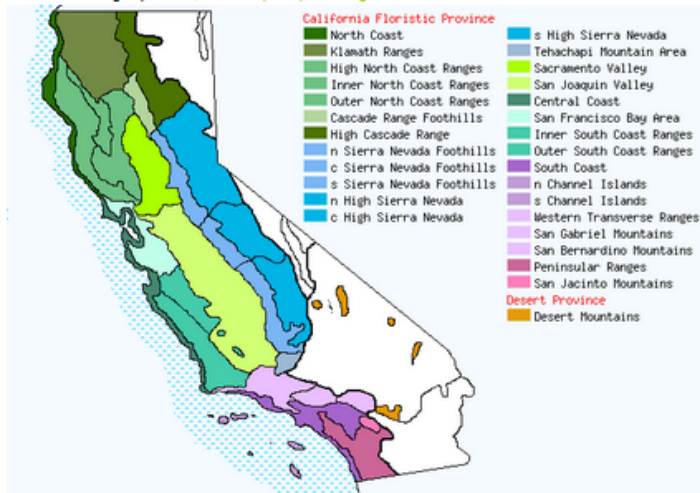 California Floristic Province
North Coast
Klamath Ranges
High North Coast Ranges
Inner North Coast Ranges
Outer North Coast Ranges
Cascade Range Foothills
High Cascade Range
n Sierra Nevada Foothills
c Sierra Nevada Foothills
s Sierra Nevada Foothills
n High Sierra Nevada
c High Sierra Nevada
s High Sierra Nevada
Tehachapi Mountain Area
Sacramento Valley
San Joaquin Valley
Central Coast
San Francisco Bay Area
Inner South Coast Ranges
Outer South Coast Ranges
South Coast
n Channel Islands
s Channel Islands
Western Transverse Ranges
San Gabriel Mountains
San Bernardino Mountains
Peninsular Ranges
San Jacinto Mountains
Desert Province
Desert Mountains